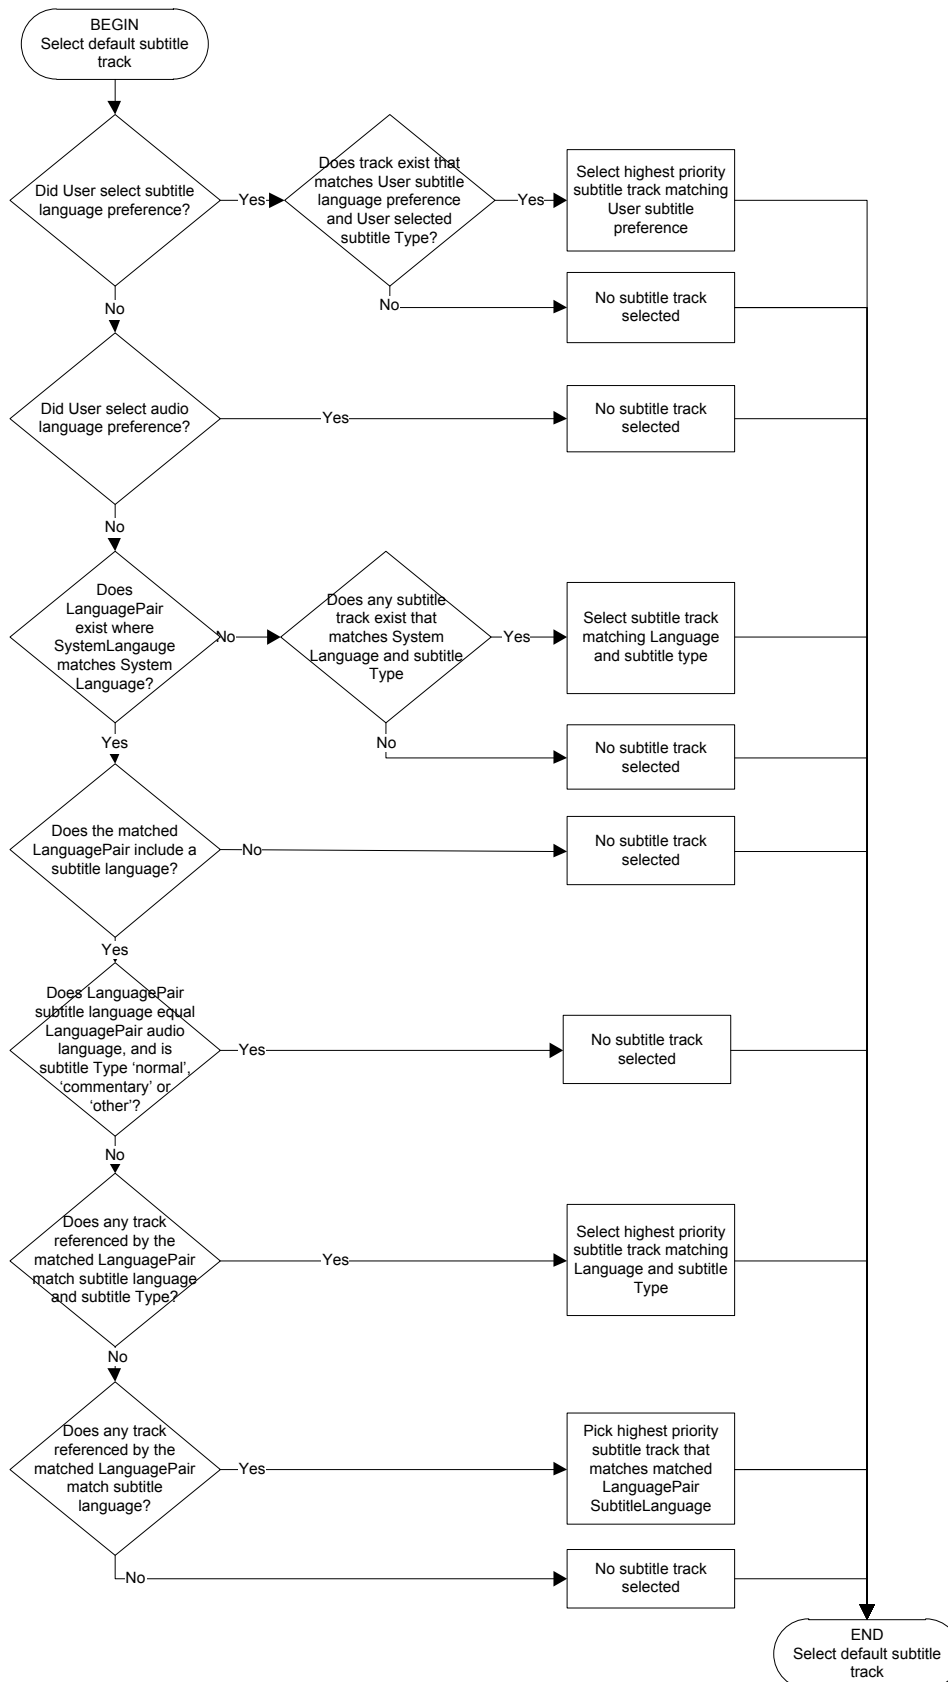 BEGIN
Select default subtitle
track
Did User select subtitle
language preference?
Yes
Does track exist that
matches User subtitle
language preference
and User selected
subtitle Type?
Yes
Select highest priority
subtitle track matching
User subtitle
preference
No
No subtitle track
selected
No
Did User select audio
language preference?
Yes
No subtitle track
selected
No
Does
LanguagePair
exist where
SystemLangauge
matches System
Language?
No
Does any subtitle
track exist that
matches System
Language and subtitle
Type
Yes
Select subtitle track
matching Language
and subtitle type
No
No subtitle track
selected
Yes
Does the matched
LanguagePair include a
subtitle language?
No
No subtitle track
selected
Yes
Does LanguagePair
subtitle language equal
LanguagePair audio
language, and is
subtitle Type ‘normal’,
‘commentary’ or
‘other’?
Yes
No subtitle track
selected
No
Does any track
referenced by the
matched LanguagePair
match subtitle language
and subtitle Type?
Yes
Select highest priority
subtitle track matching
Language and subtitle
Type
No
Does any track
referenced by the
matched LanguagePair
match subtitle
language?
Yes
Pick highest priority
subtitle track that
matches matched
LanguagePair
SubtitleLanguage
No
No subtitle track
selected
END
Select default subtitle
track